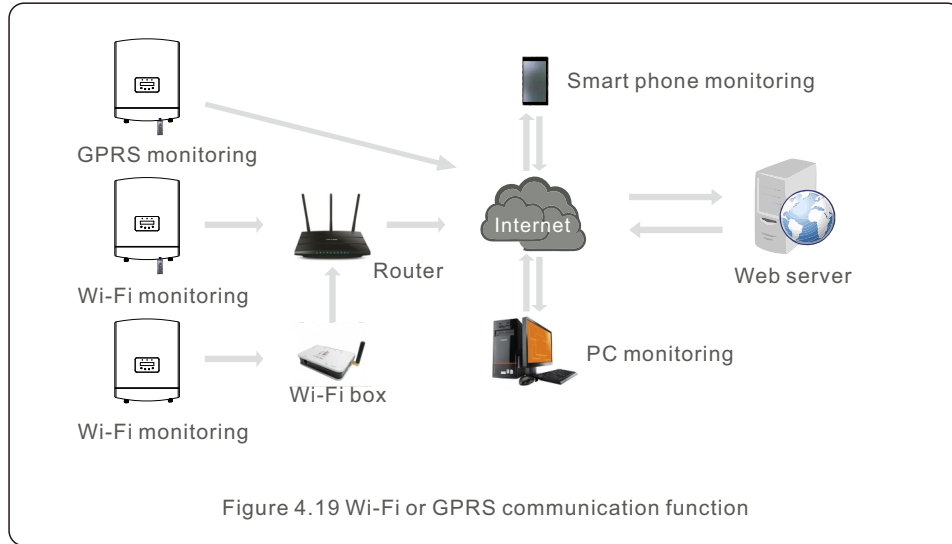 Smart phone monitoring
GPRS monitoring
Internet
Router
Web server
Wi-Fi monitoring
PC monitoring
Wi-Fi box
Wi-Fi monitoring
Figure 4.19 Wi-Fi or GPRS communication function